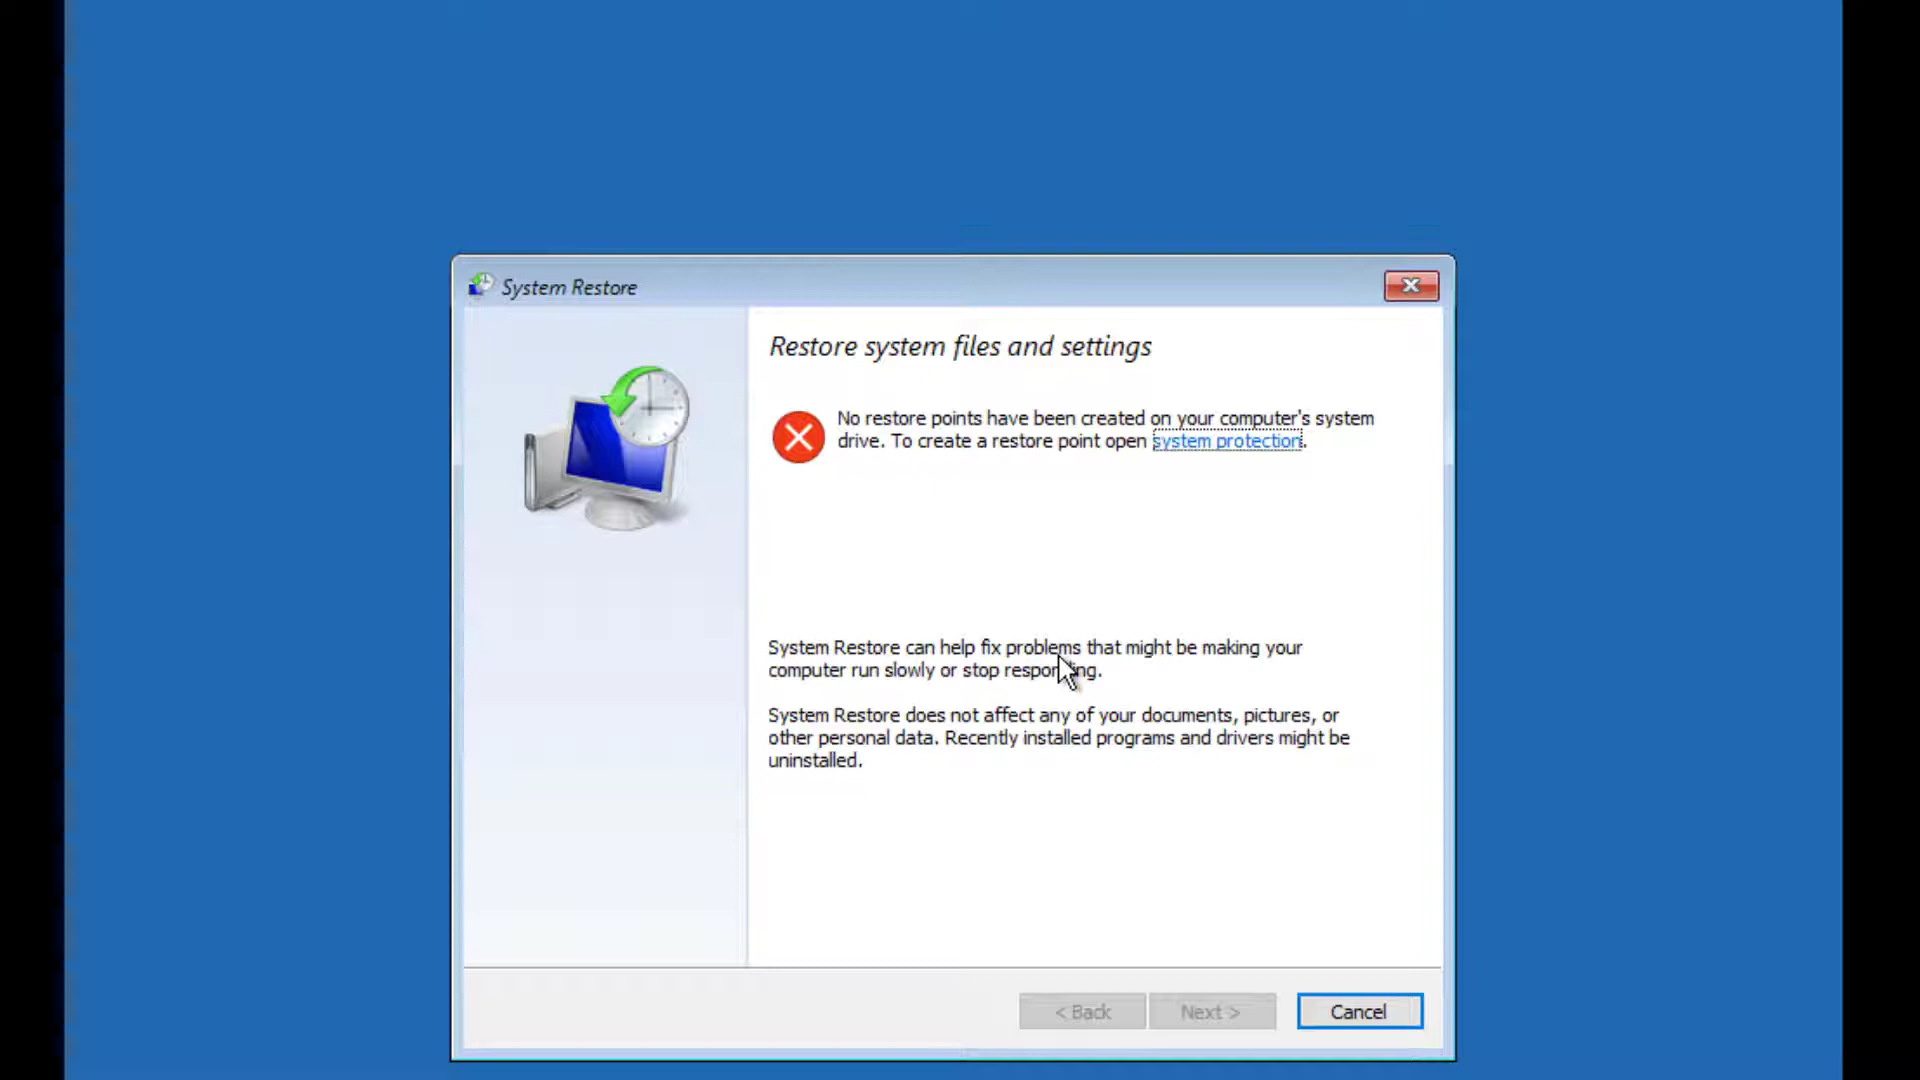 System Restore
Restore system files and settings
No restore points have been created on your computer's system
drive. To create a restore point open system protection.
System Restore can help fix problems that might be making your
computer run slowly or stop responding.
System Restore does not affect any of your documents, pictures, or
other personal data. Recently installed programs and drivers might be
uninstalled.
< Back
Next >
Cancel